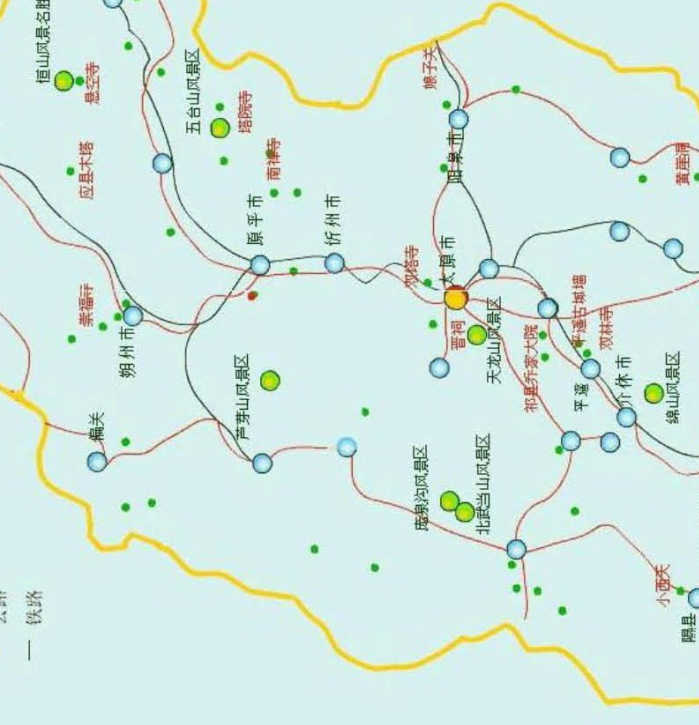 恒山风景名胜
悬空寺
应县木塔
五台山风景区
塔院寺
南禅寺
原平市
忻州市
崇福寺
朔州市
偏关
芦芽山风景区
娘子关
阳泉市
黄崖洞
双塔寺
太原市
晋祠
天龙山风景区
祁县乔家大院
平遥古城墙
双林寺
平遥
介休市
绵山风景区
庞泉沟风景区
北武当山风景区
小西天
隰县
铁路